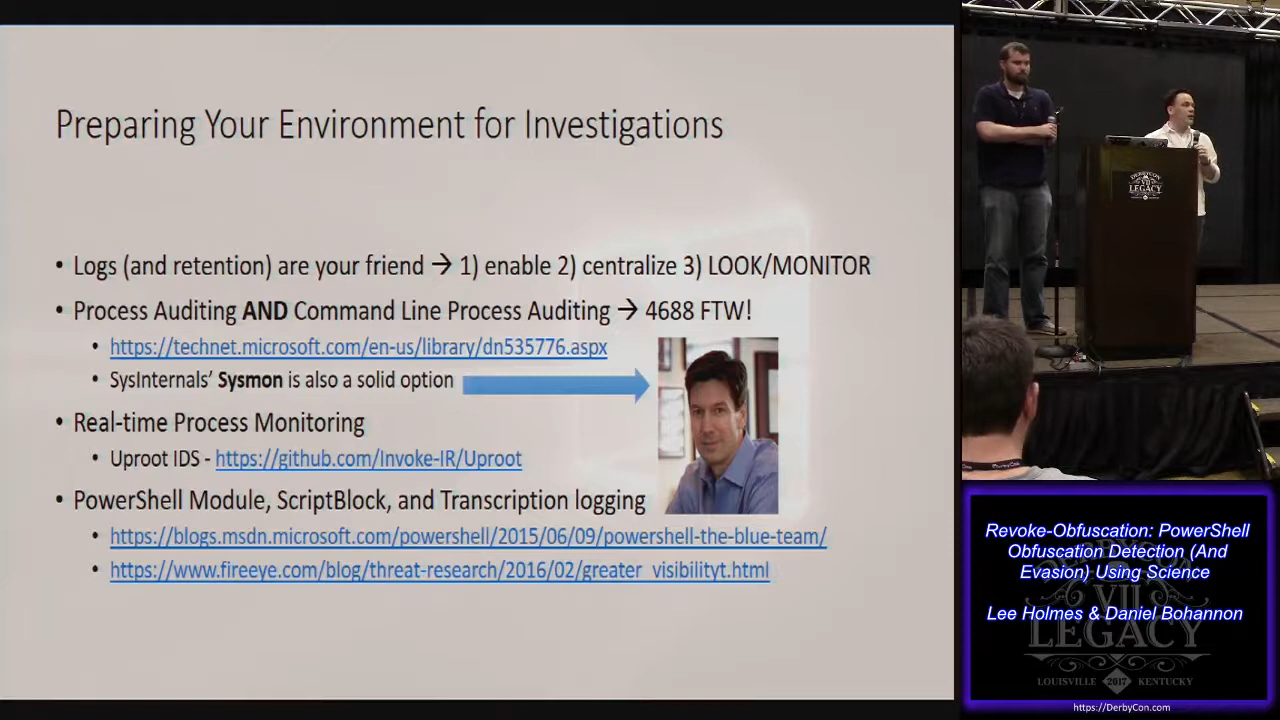 Preparing Your Environment for Investigations
• Logs (and retention) are your friend → 1) enable 2) centralize 3) LOOK/MONITOR
• Process Auditing AND Command Line Process Auditing → 4688 FTW!
• https://technet.microsoft.com/en-us/library/dn535776.aspx
• SysInternals' Sysmon is also a solid option
• Real-time Process Monitoring
• Uproot IDS - https://github.com/Invoke-IR/Uproot
• PowerShell Module, ScriptBlock, and Transcription logging
• https://blogs.msdn.microsoft.com/powershell/2015/06/09/powershell-the-blue-team/
• https://www.fireeye.com/blog/threat-research/2016/02/greater_visibilityt.html
DERBYCON
VII
LEGACY
Revoke-Obfuscation: PowerShell
Obfuscation Detection (And
Evasion) Using Science
Lee Holmes & Daniel Bohannon
VII
LEGACY
LOUISVILLE 2017 KENTUCKY
https://DerbyCon.com